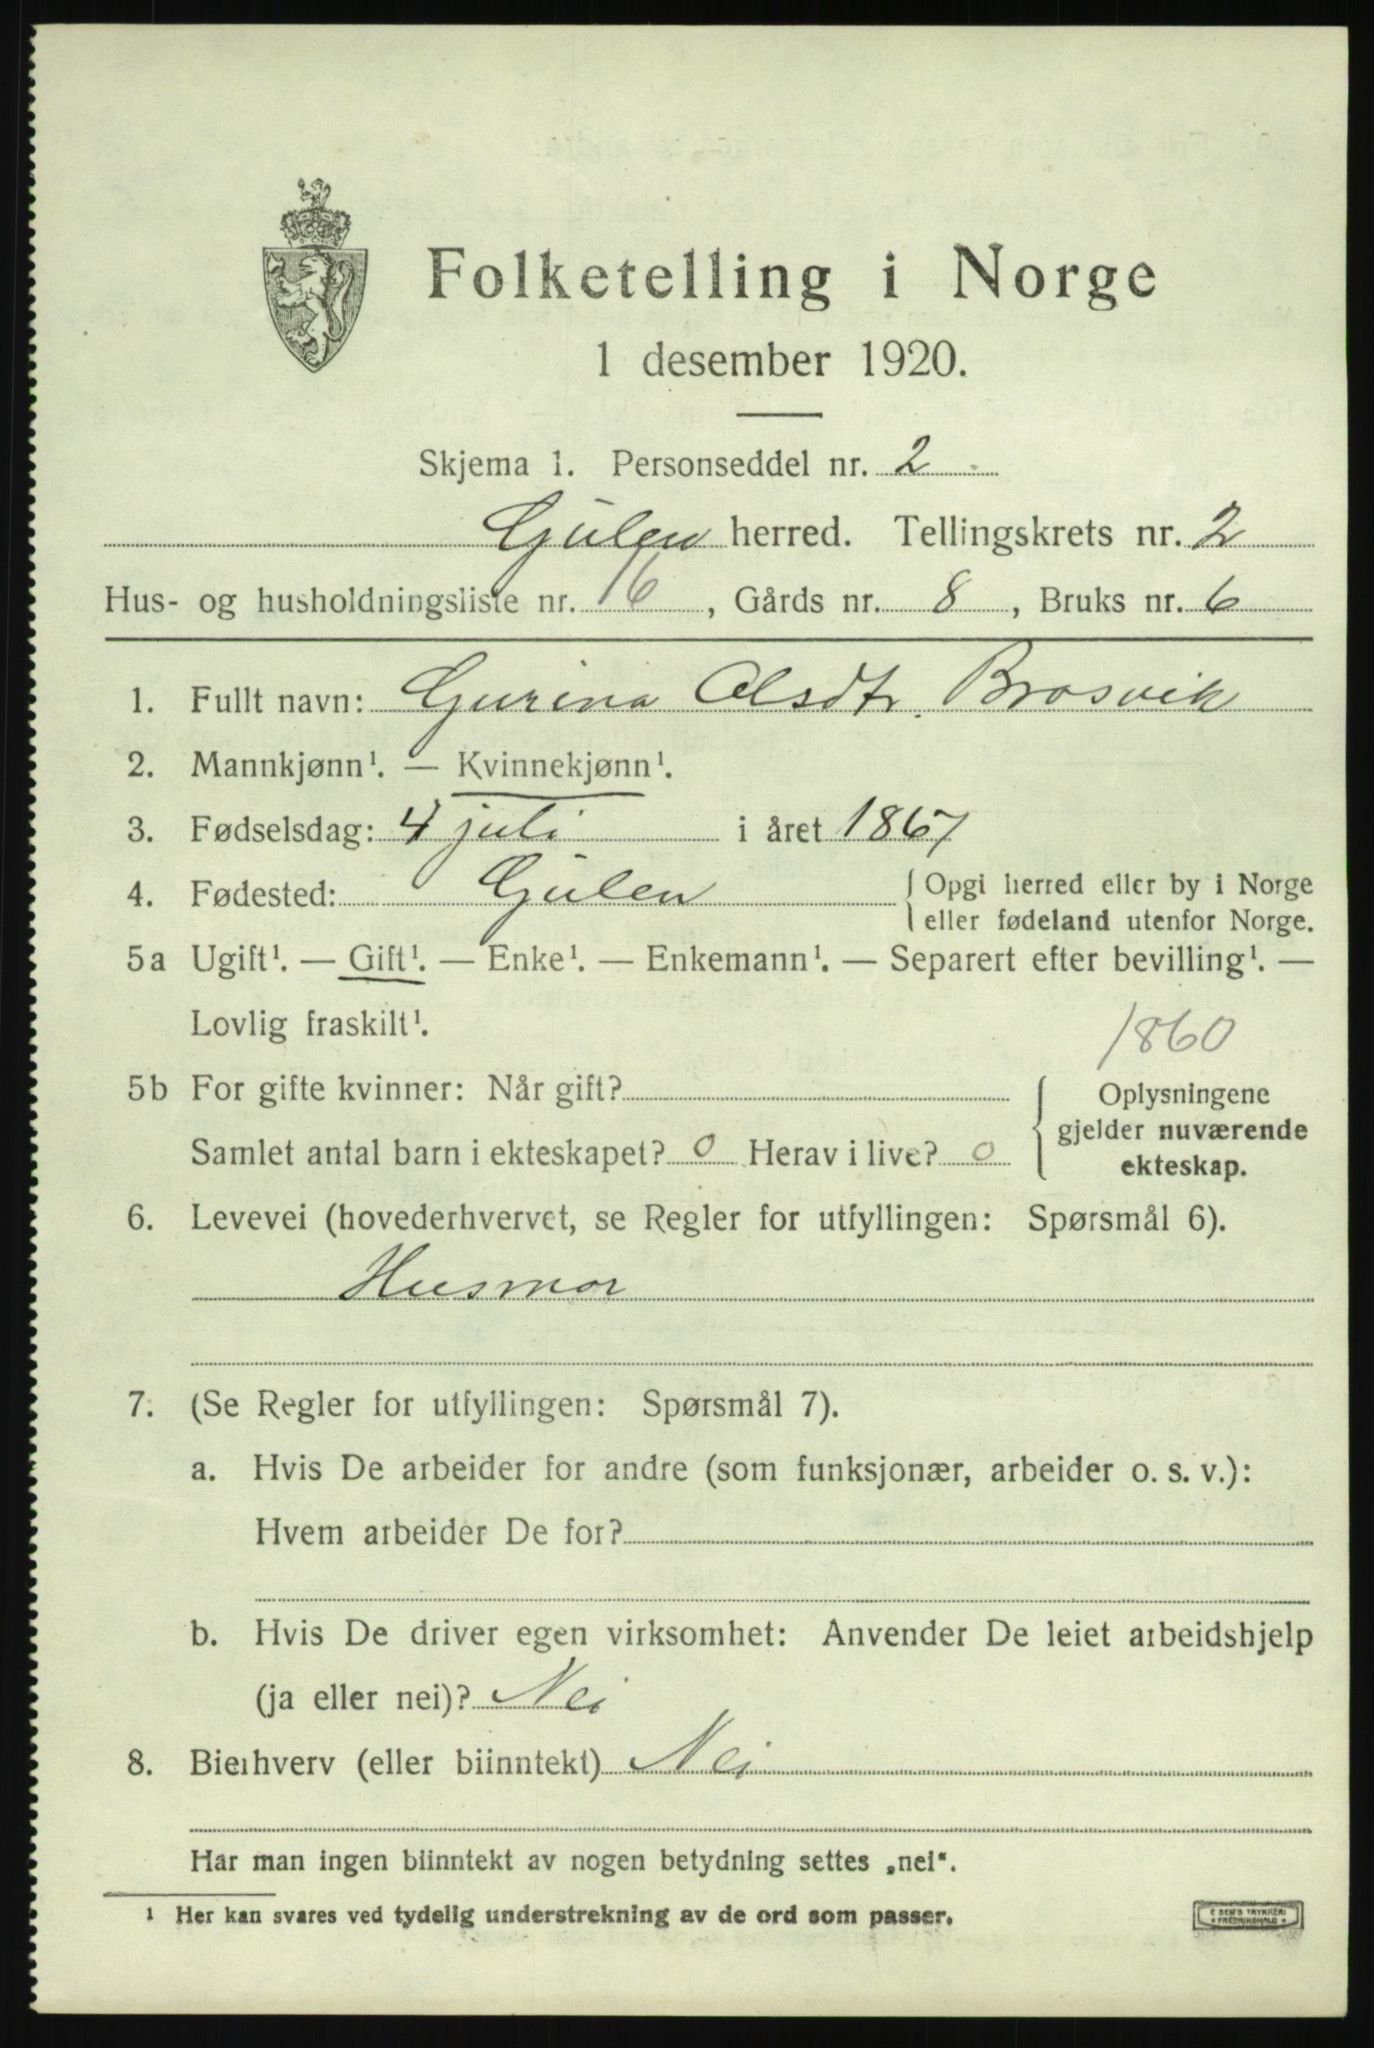 Folketelling i Norge
1 desember 1920.
Skjema 1. Personseddel nr. 2
Gulen herred. Tellingskrets nr. 2
Hus- og husholdningsliste nr. 16, Gårds nr. 8, Bruks nr. 6
1. Fullt navn: Gurina Olsdtr. Brosvik
2. Mannkjønn¹. — Kvinnekjønn¹.
3. Fødselsdag: 4 juli i året 1867
4. Fødested: Gulen { Opgi herred eller by i Norge
eller fødeland utenfor Norge.
5a Ugift¹. — Gift¹. — Enke¹. — Enkemann¹. — Separert efter bevilling¹. —
Lovlig fraskilt¹.
1860
5b For gifte kvinner: Når gift?
Samlet antal barn i ekteskapet? 0 Herav i live? 0
{ Oplysningene
gjelder nuværende
ekteskap.
6. Levevei (hovederhvervet, se Regler for utfyllingen: Spørsmål 6).
Husmor
7. (Se Regler for utfyllingen: Spørsmål 7).
a. Hvis De arbeider for andre (som funksjonær, arbeider o. s. v.):
Hvem arbeider De for?
b. Hvis De driver egen virksomhet: Anvender De leiet arbeidshjelp
(ja eller nei)? Nei
8. Bierhverv (eller biinntekt) Nei
Har man ingen biinntekt av nogen betydning settes „nei“.
¹ Her kan svares ved tydelig understrekning av de ord som passer.
E SEM'S TRYKKERI
FREDRIKSHALD